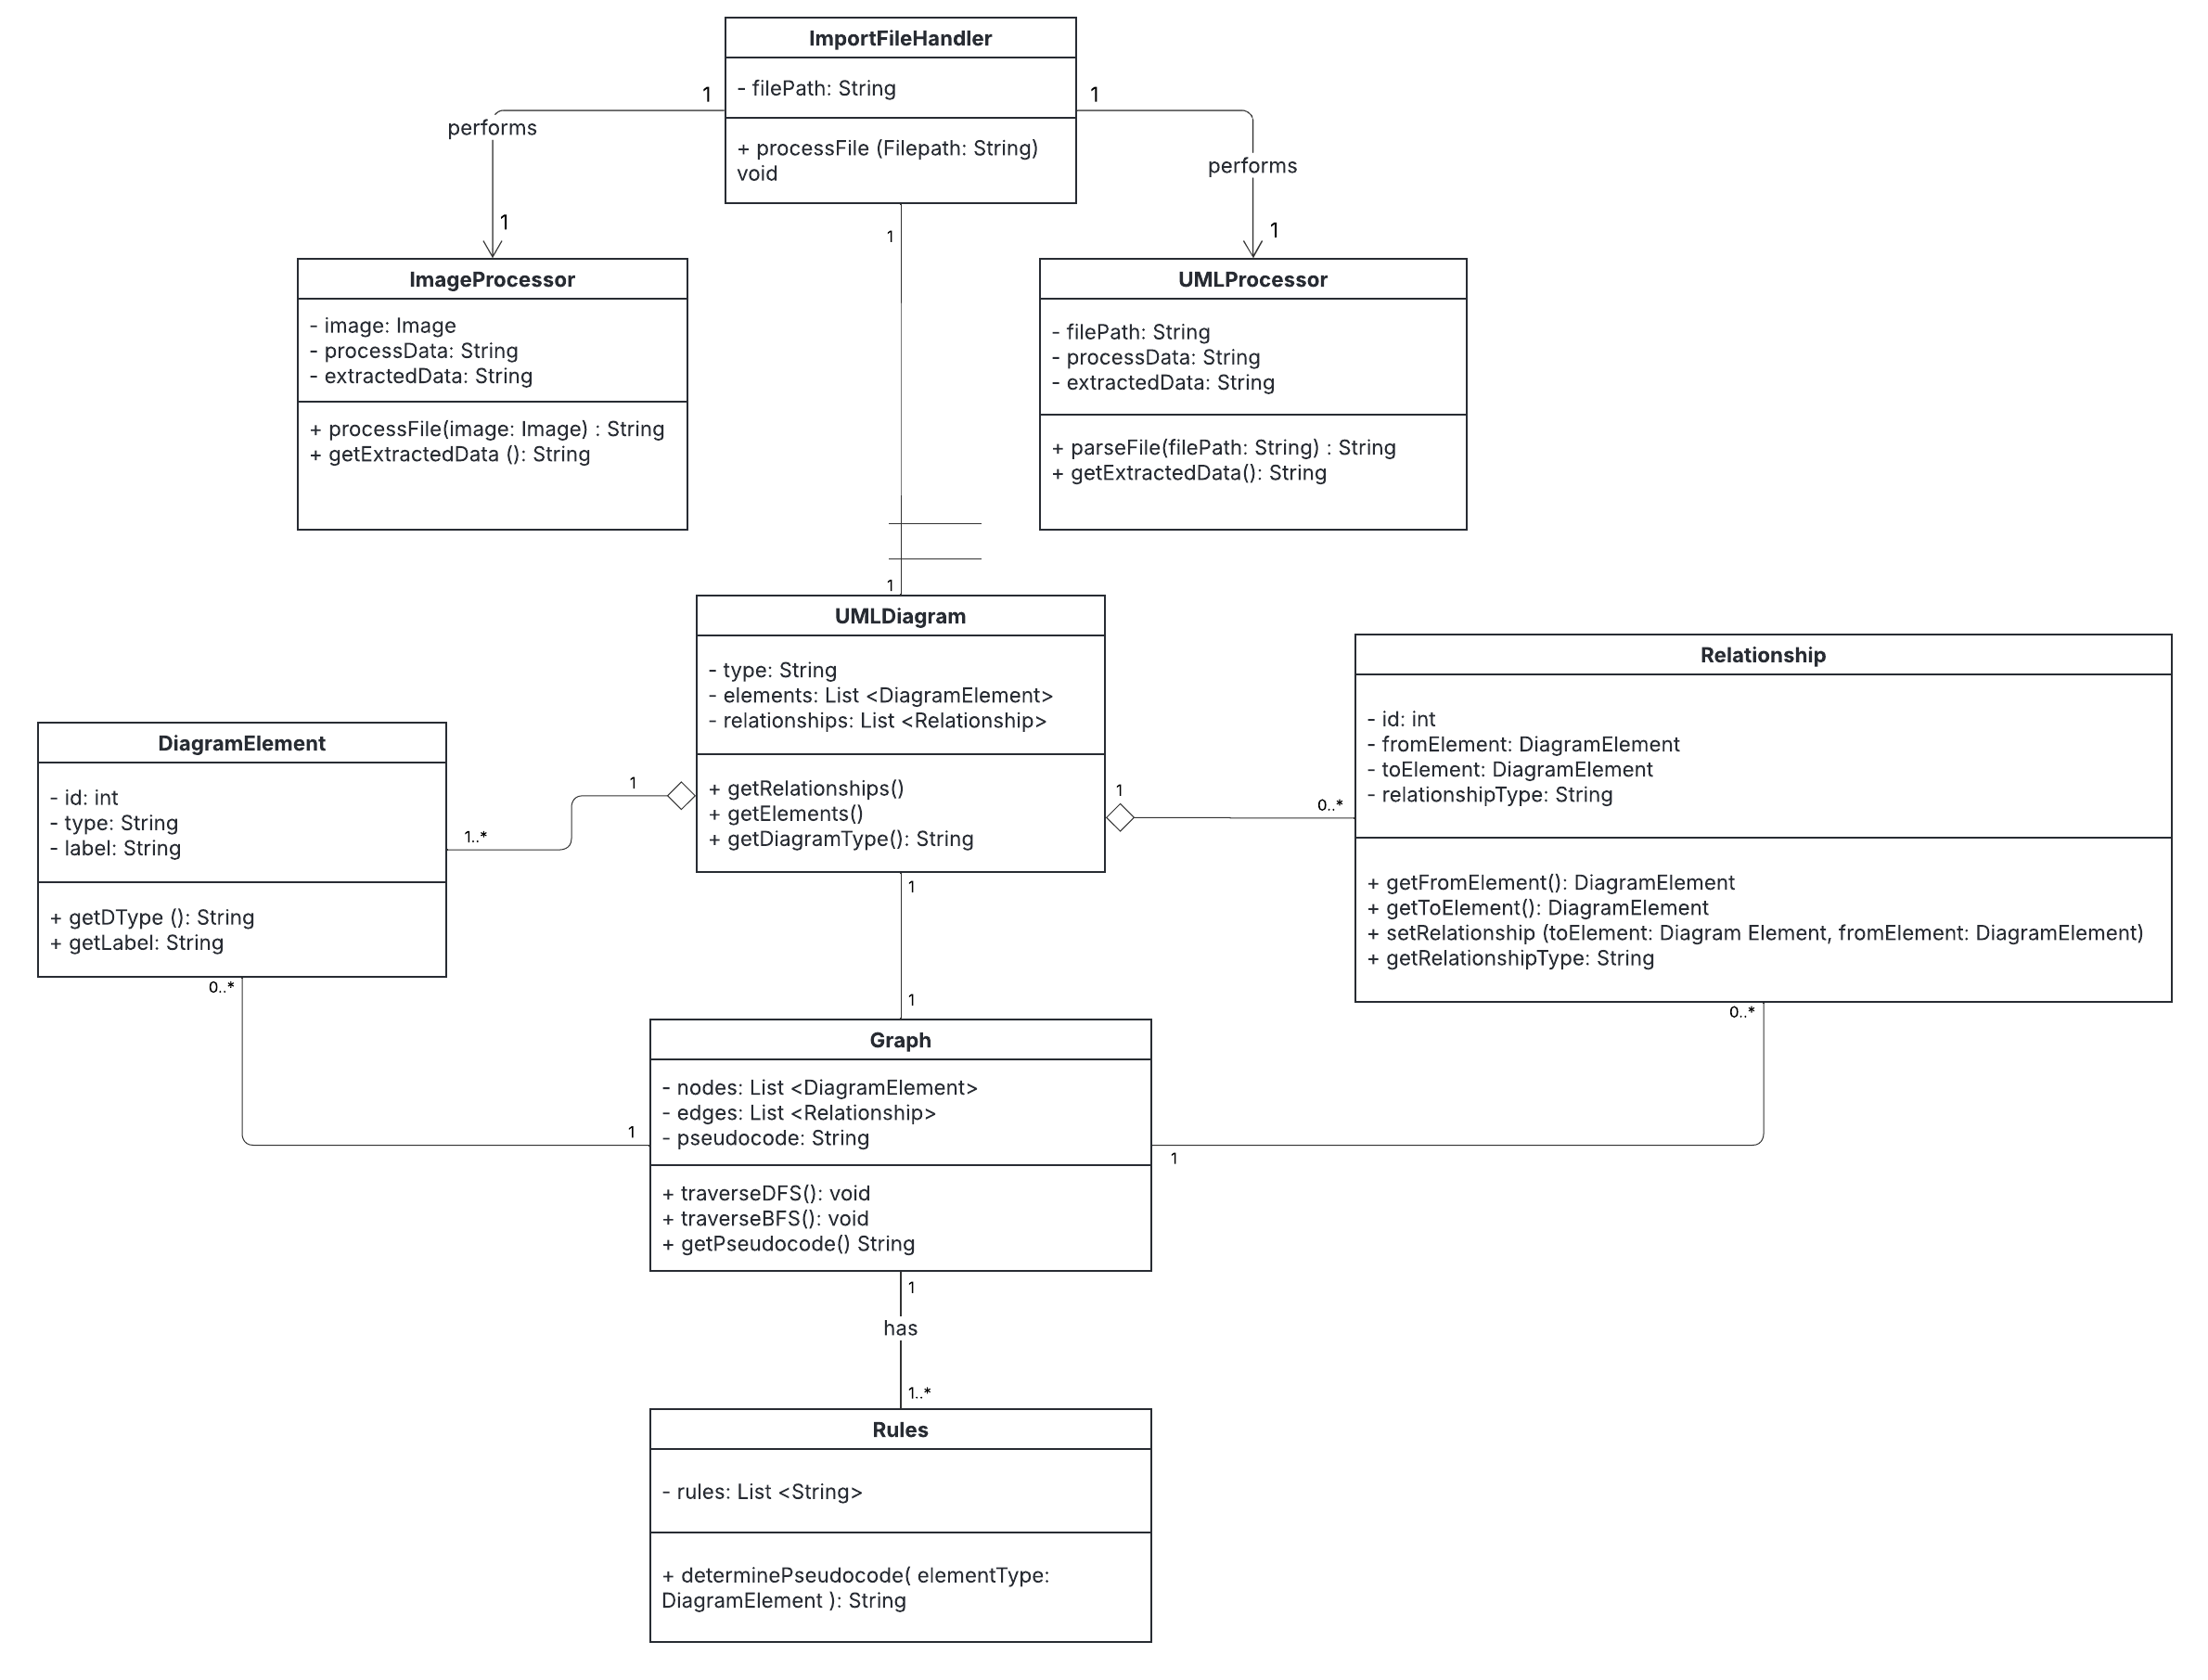 ImportFileHandler
- filePath: String
+ processFile (Filepath: String)
void
1
1
performs
performs
1
1
1
ImageProcessor
- image: Image
- processData: String
- extractedData: String
+ processFile(image: Image) : String
+ getExtractedData (): String
UMLProcessor
- filePath: String
- processData: String
- extractedData: String
+ parseFile(filePath: String) : String
+ getExtractedData(): String
1
UMLDiagram
- type: String
- elements: List <DiagramElement>
- relationships: List <Relationship>
+ getRelationships()
+ getElements()
+ getDiagramType(): String
Relationship
- id: int
- fromElement: DiagramElement
- toElement: DiagramElement
- relationshipType: String
+ getFromElement(): DiagramElement
+ getToElement(): DiagramElement
+ setRelationship (toElement: Diagram Element, fromElement: DiagramElement)
+ getRelationshipType: String
DiagramElement
- id: int
- type: String
- label: String
+ getDType (): String
+ getLabel: String
1
1..*
1
0..*
1
1
0..*
0..*
Graph
- nodes: List <DiagramElement>
- edges: List <Relationship>
- pseudocode: String
+ traverseDFS(): void
+ traverseBFS(): void
+ getPseudocode() String
1
1
1
has
1..*
Rules
- rules: List <String>
+ determinePseudocode( elementType:
DiagramElement ): String